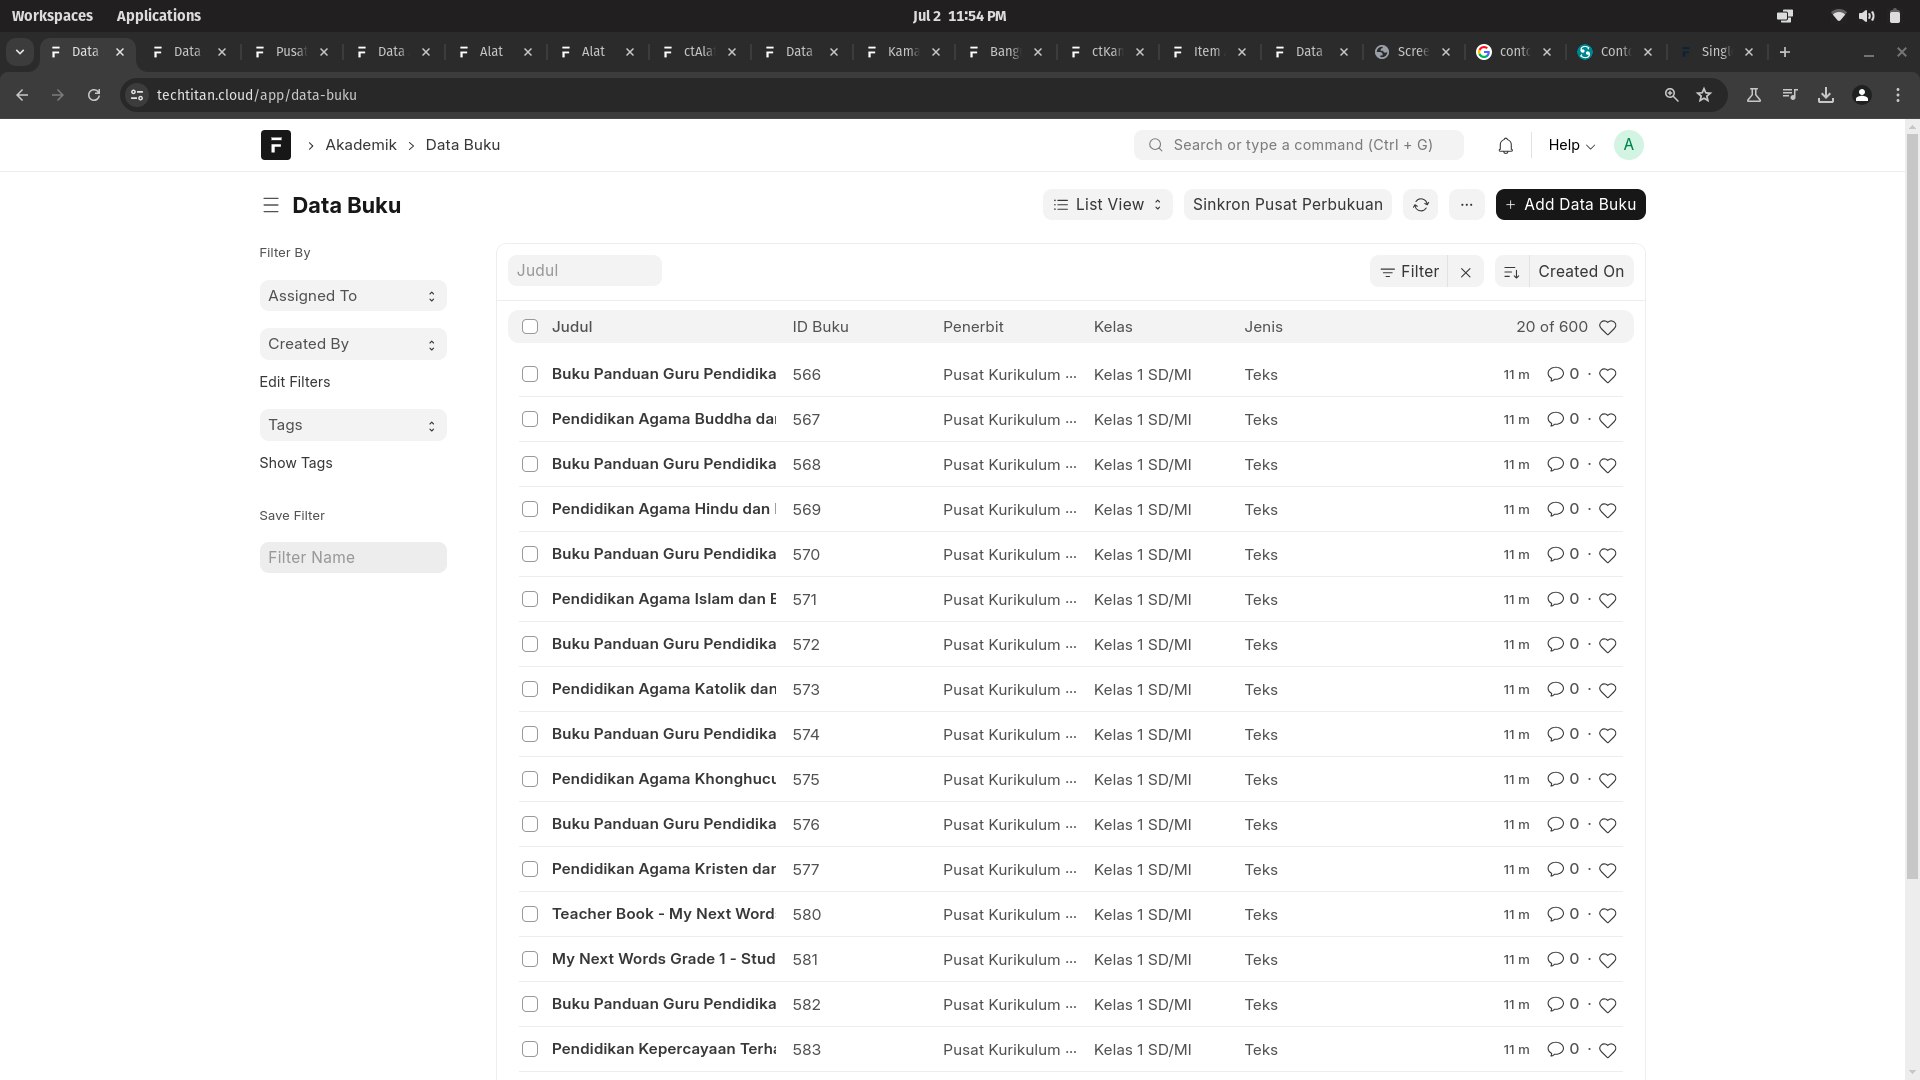 Workspaces Applications Jul 2 11:54 PM
Data Data Pusat Data Alat Alat ctAla Data Kama Bang ctKan Item Data Scree conto Conto Singl
techtitan.cloud/app/data-buku
Akademik Data Buku Search or type a command (Ctrl + G) Help A
Data Buku List View Sinkron Pusat Perbukuan ... + Add Data Buku
Filter By
Assigned To
Created By
Edit Filters
Tags
Show Tags
Save Filter
Filter Name
Judul Filter Created On
Judul ID Buku Penerbit Kelas Jenis 20 of 600
Buku Panduan Guru Pendidika 566 Pusat Kurikulum ... Kelas 1 SD/MI Teks 11 m 0 ·
Pendidikan Agama Buddha dan 567 Pusat Kurikulum ... Kelas 1 SD/MI Teks 11 m 0 ·
Buku Panduan Guru Pendidika 568 Pusat Kurikulum ... Kelas 1 SD/MI Teks 11 m 0 ·
Pendidikan Agama Hindu dan 569 Pusat Kurikulum ... Kelas 1 SD/MI Teks 11 m 0 ·
Buku Panduan Guru Pendidika 570 Pusat Kurikulum ... Kelas 1 SD/MI Teks 11 m 0 ·
Pendidikan Agama Islam dan B 571 Pusat Kurikulum ... Kelas 1 SD/MI Teks 11 m 0 ·
Buku Panduan Guru Pendidika 572 Pusat Kurikulum ... Kelas 1 SD/MI Teks 11 m 0 ·
Pendidikan Agama Katolik dan 573 Pusat Kurikulum ... Kelas 1 SD/MI Teks 11 m 0 ·
Buku Panduan Guru Pendidika 574 Pusat Kurikulum ... Kelas 1 SD/MI Teks 11 m 0 ·
Pendidikan Agama Khonghucu 575 Pusat Kurikulum ... Kelas 1 SD/MI Teks 11 m 0 ·
Buku Panduan Guru Pendidika 576 Pusat Kurikulum ... Kelas 1 SD/MI Teks 11 m 0 ·
Pendidikan Agama Kristen dan 577 Pusat Kurikulum ... Kelas 1 SD/MI Teks 11 m 0 ·
Teacher Book - My Next Word 580 Pusat Kurikulum ... Kelas 1 SD/MI Teks 11 m 0 ·
My Next Words Grade 1 - Stud 581 Pusat Kurikulum ... Kelas 1 SD/MI Teks 11 m 0 ·
Buku Panduan Guru Pendidika 582 Pusat Kurikulum ... Kelas 1 SD/MI Teks 11 m 0 ·
Pendidikan Kepercayaan Terha 583 Pusat Kurikulum ... Kelas 1 SD/MI Teks 11 m 0 ·